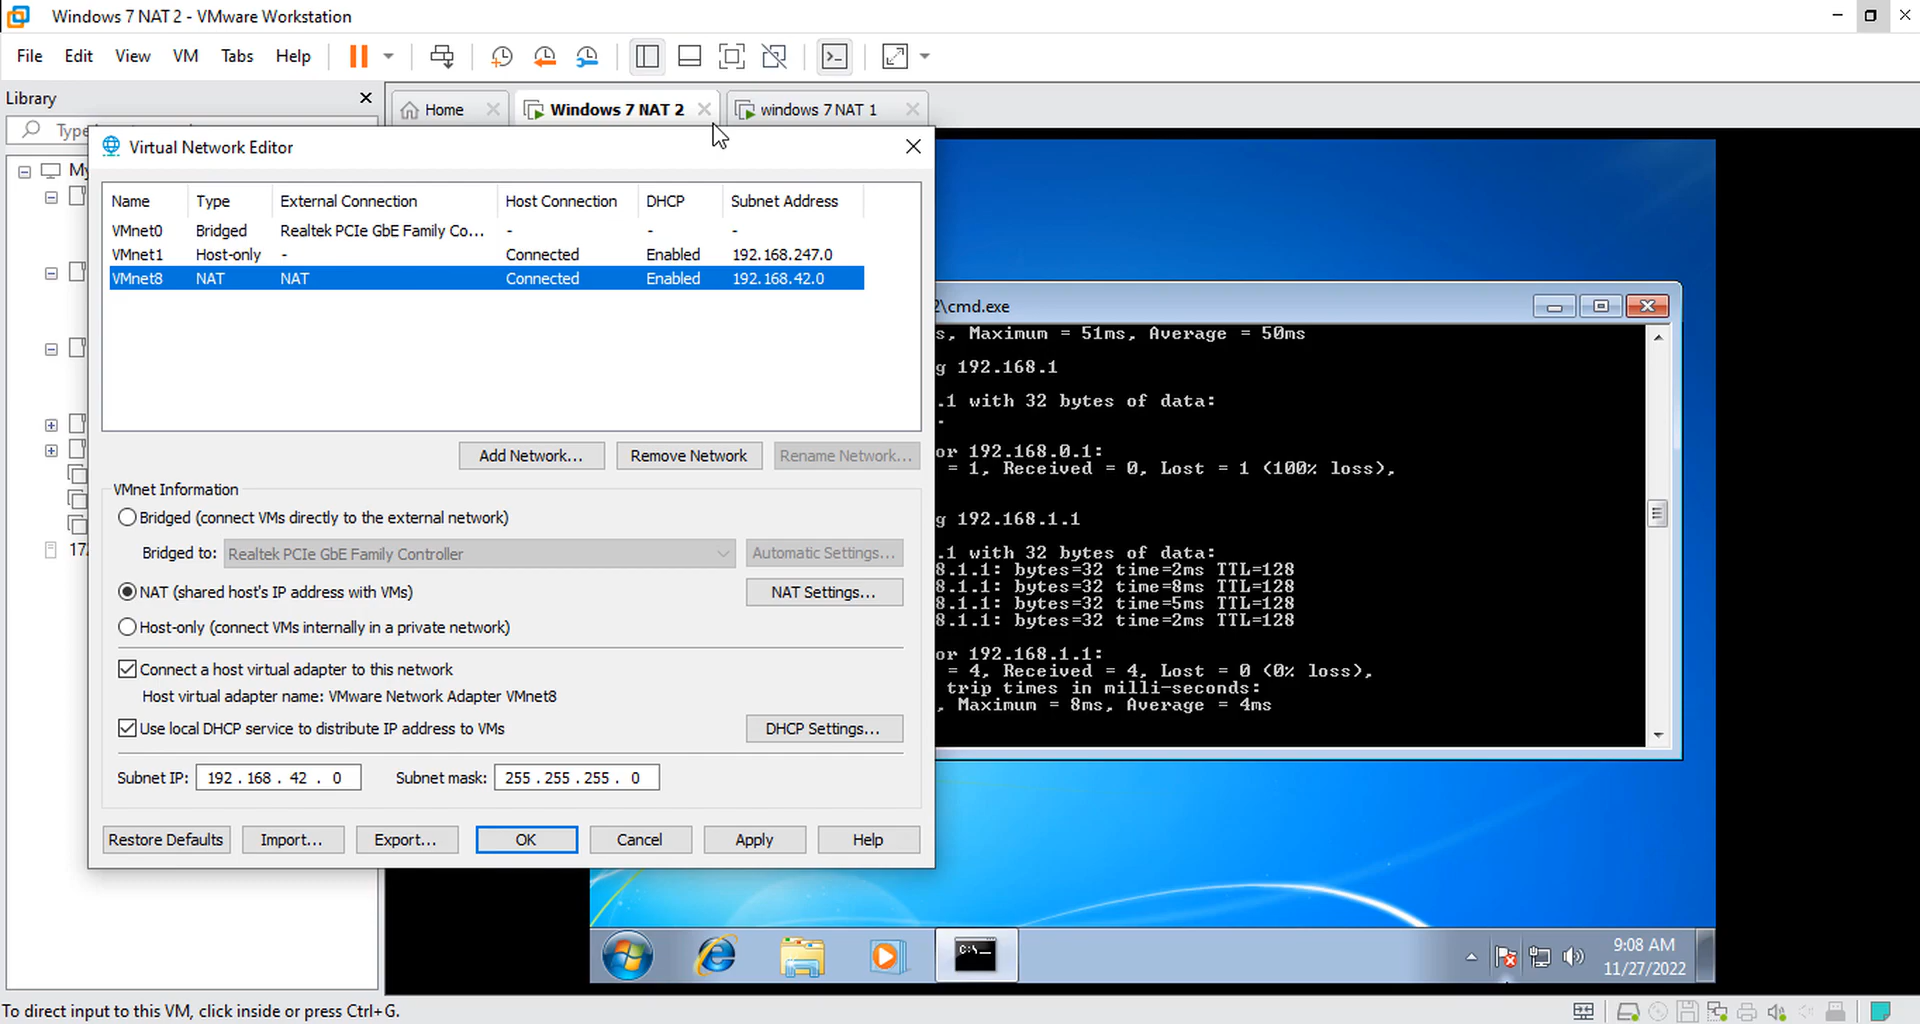 Windows 7 NAT 2 - VMware Workstation
File Edit View VM Tabs Help
Library
Home
Windows 7 NAT 2
windows 7 NAT 1
Type
My
17
Virtual Network Editor
Name Type External Connection Host Connection DHCP Subnet Address
VMnet0 Bridged Realtek PCIe GbE Family Co... - - -
VMnet1 Host-only - Connected Enabled 192.168.247.0
VMnet8 NAT NAT Connected Enabled 192.168.42.0
Add Network... Remove Network Rename Network...
VMnet Information
Bridged (connect VMs directly to the external network)
Bridged to: Realtek PCIe GbE Family Controller Automatic Settings...
NAT (shared host's IP address with VMs) NAT Settings...
Host-only (connect VMs internally in a private network)
Connect a host virtual adapter to this network
Host virtual adapter name: VMware Network Adapter VMnet8
Use local DHCP service to distribute IP address to VMs DHCP Settings...
Subnet IP: 192 . 168 . 42 . 0 Subnet mask: 255 . 255 . 255 . 0
Restore Defaults Import... Export... OK Cancel Apply Help
2\cmd.exe
s, Maximum = 51ms, Average = 50ms
g 192.168.1
.1 with 32 bytes of data:
.
or 192.168.0.1:
= 1, Received = 0, Lost = 1 (100% loss),
g 192.168.1.1
.1 with 32 bytes of data:
8.1.1: bytes=32 time=2ms TTL=128
8.1.1: bytes=32 time=8ms TTL=128
8.1.1: bytes=32 time=5ms TTL=128
8.1.1: bytes=32 time=2ms TTL=128
or 192.168.1.1:
= 4, Received = 4, Lost = 0 (0% loss),
trip times in milli-seconds:
, Maximum = 8ms, Average = 4ms
C:\_
9:08 AM
11/27/2022
To direct input to this VM, click inside or press Ctrl+G.